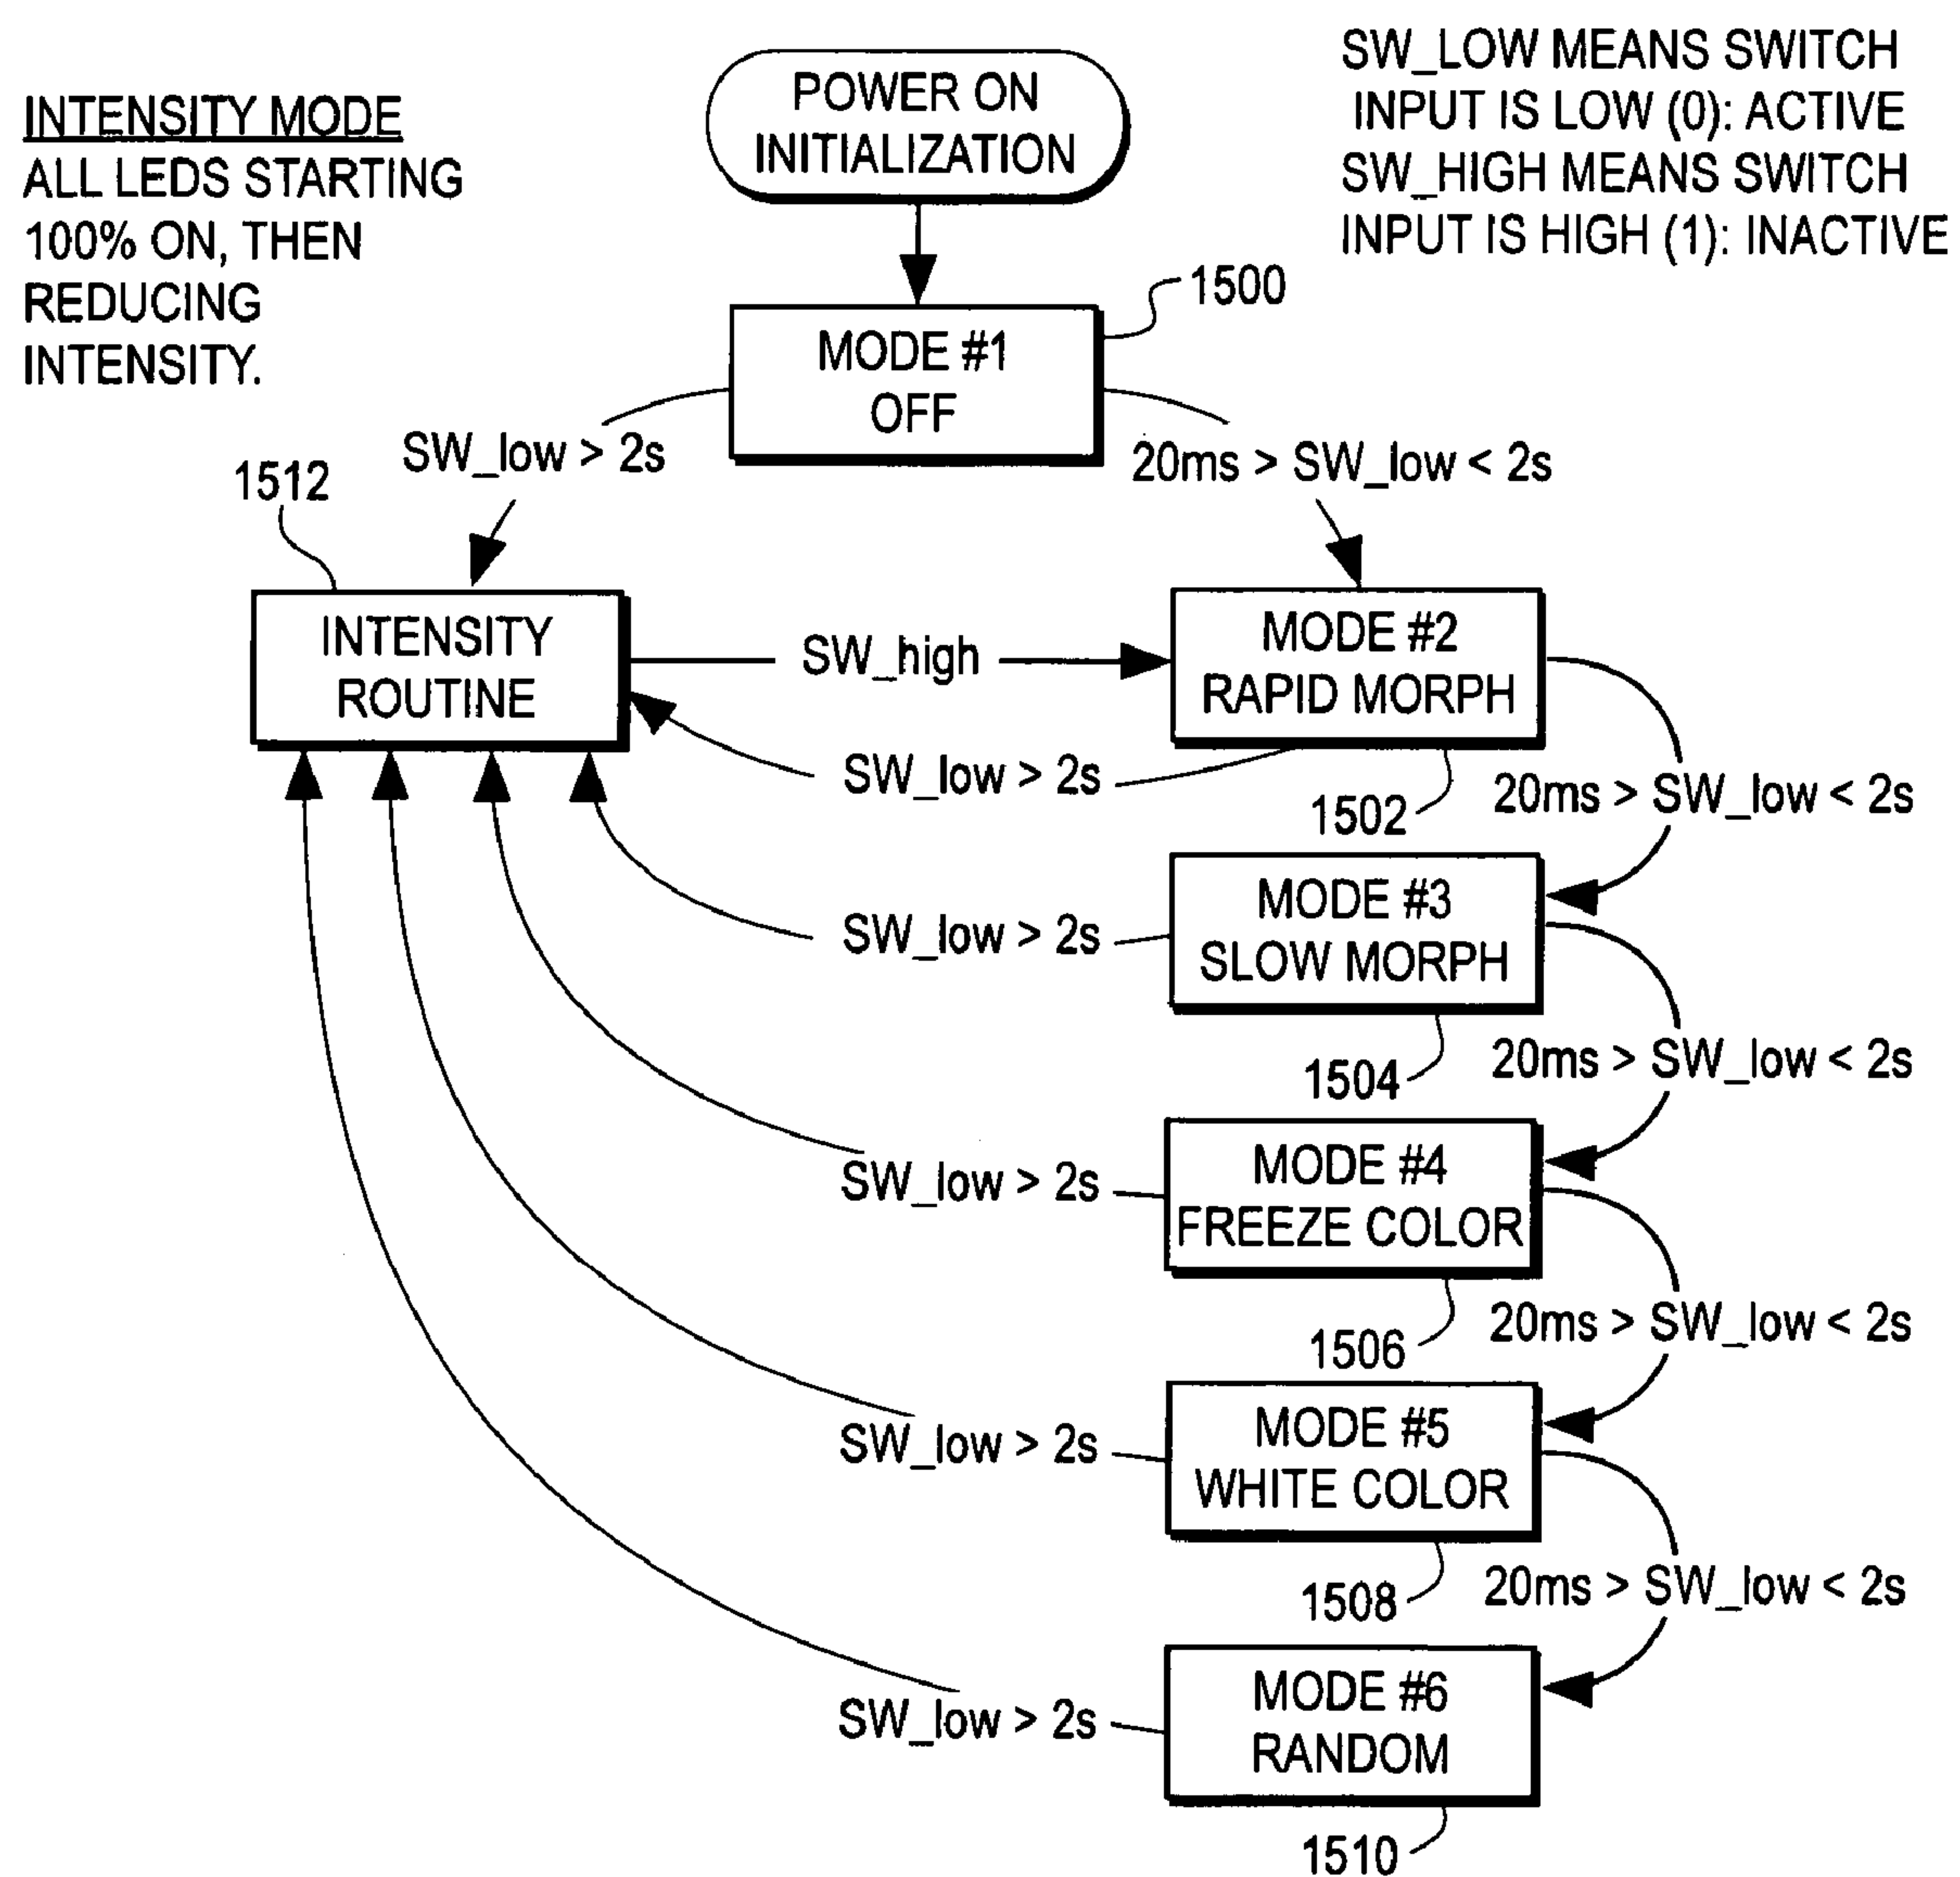 INTENSITY MODE
ALL LEDS STARTING
100% ON, THEN
REDUCING
INTENSITY.
POWER ON
INITIALIZATION
SW_LOW MEANS SWITCH
INPUT IS LOW (0): ACTIVE
SW_HIGH MEANS SWITCH
INPUT IS HIGH (1): INACTIVE
1500
MODE #1
OFF
SW_low > 2s
20ms > SW_low < 2s
1512
INTENSITY
ROUTINE
SW_high
MODE #2
RAPID MORPH
SW_low > 2s
1502
20ms > SW_low < 2s
MODE #3
SLOW MORPH
SW_low > 2s
1504
20ms > SW_low < 2s
MODE #4
FREEZE COLOR
SW_low > 2s
1506
20ms > SW_low < 2s
MODE #5
WHITE COLOR
SW_low > 2s
1508
20ms > SW_low < 2s
MODE #6
RANDOM
SW_low > 2s
1510